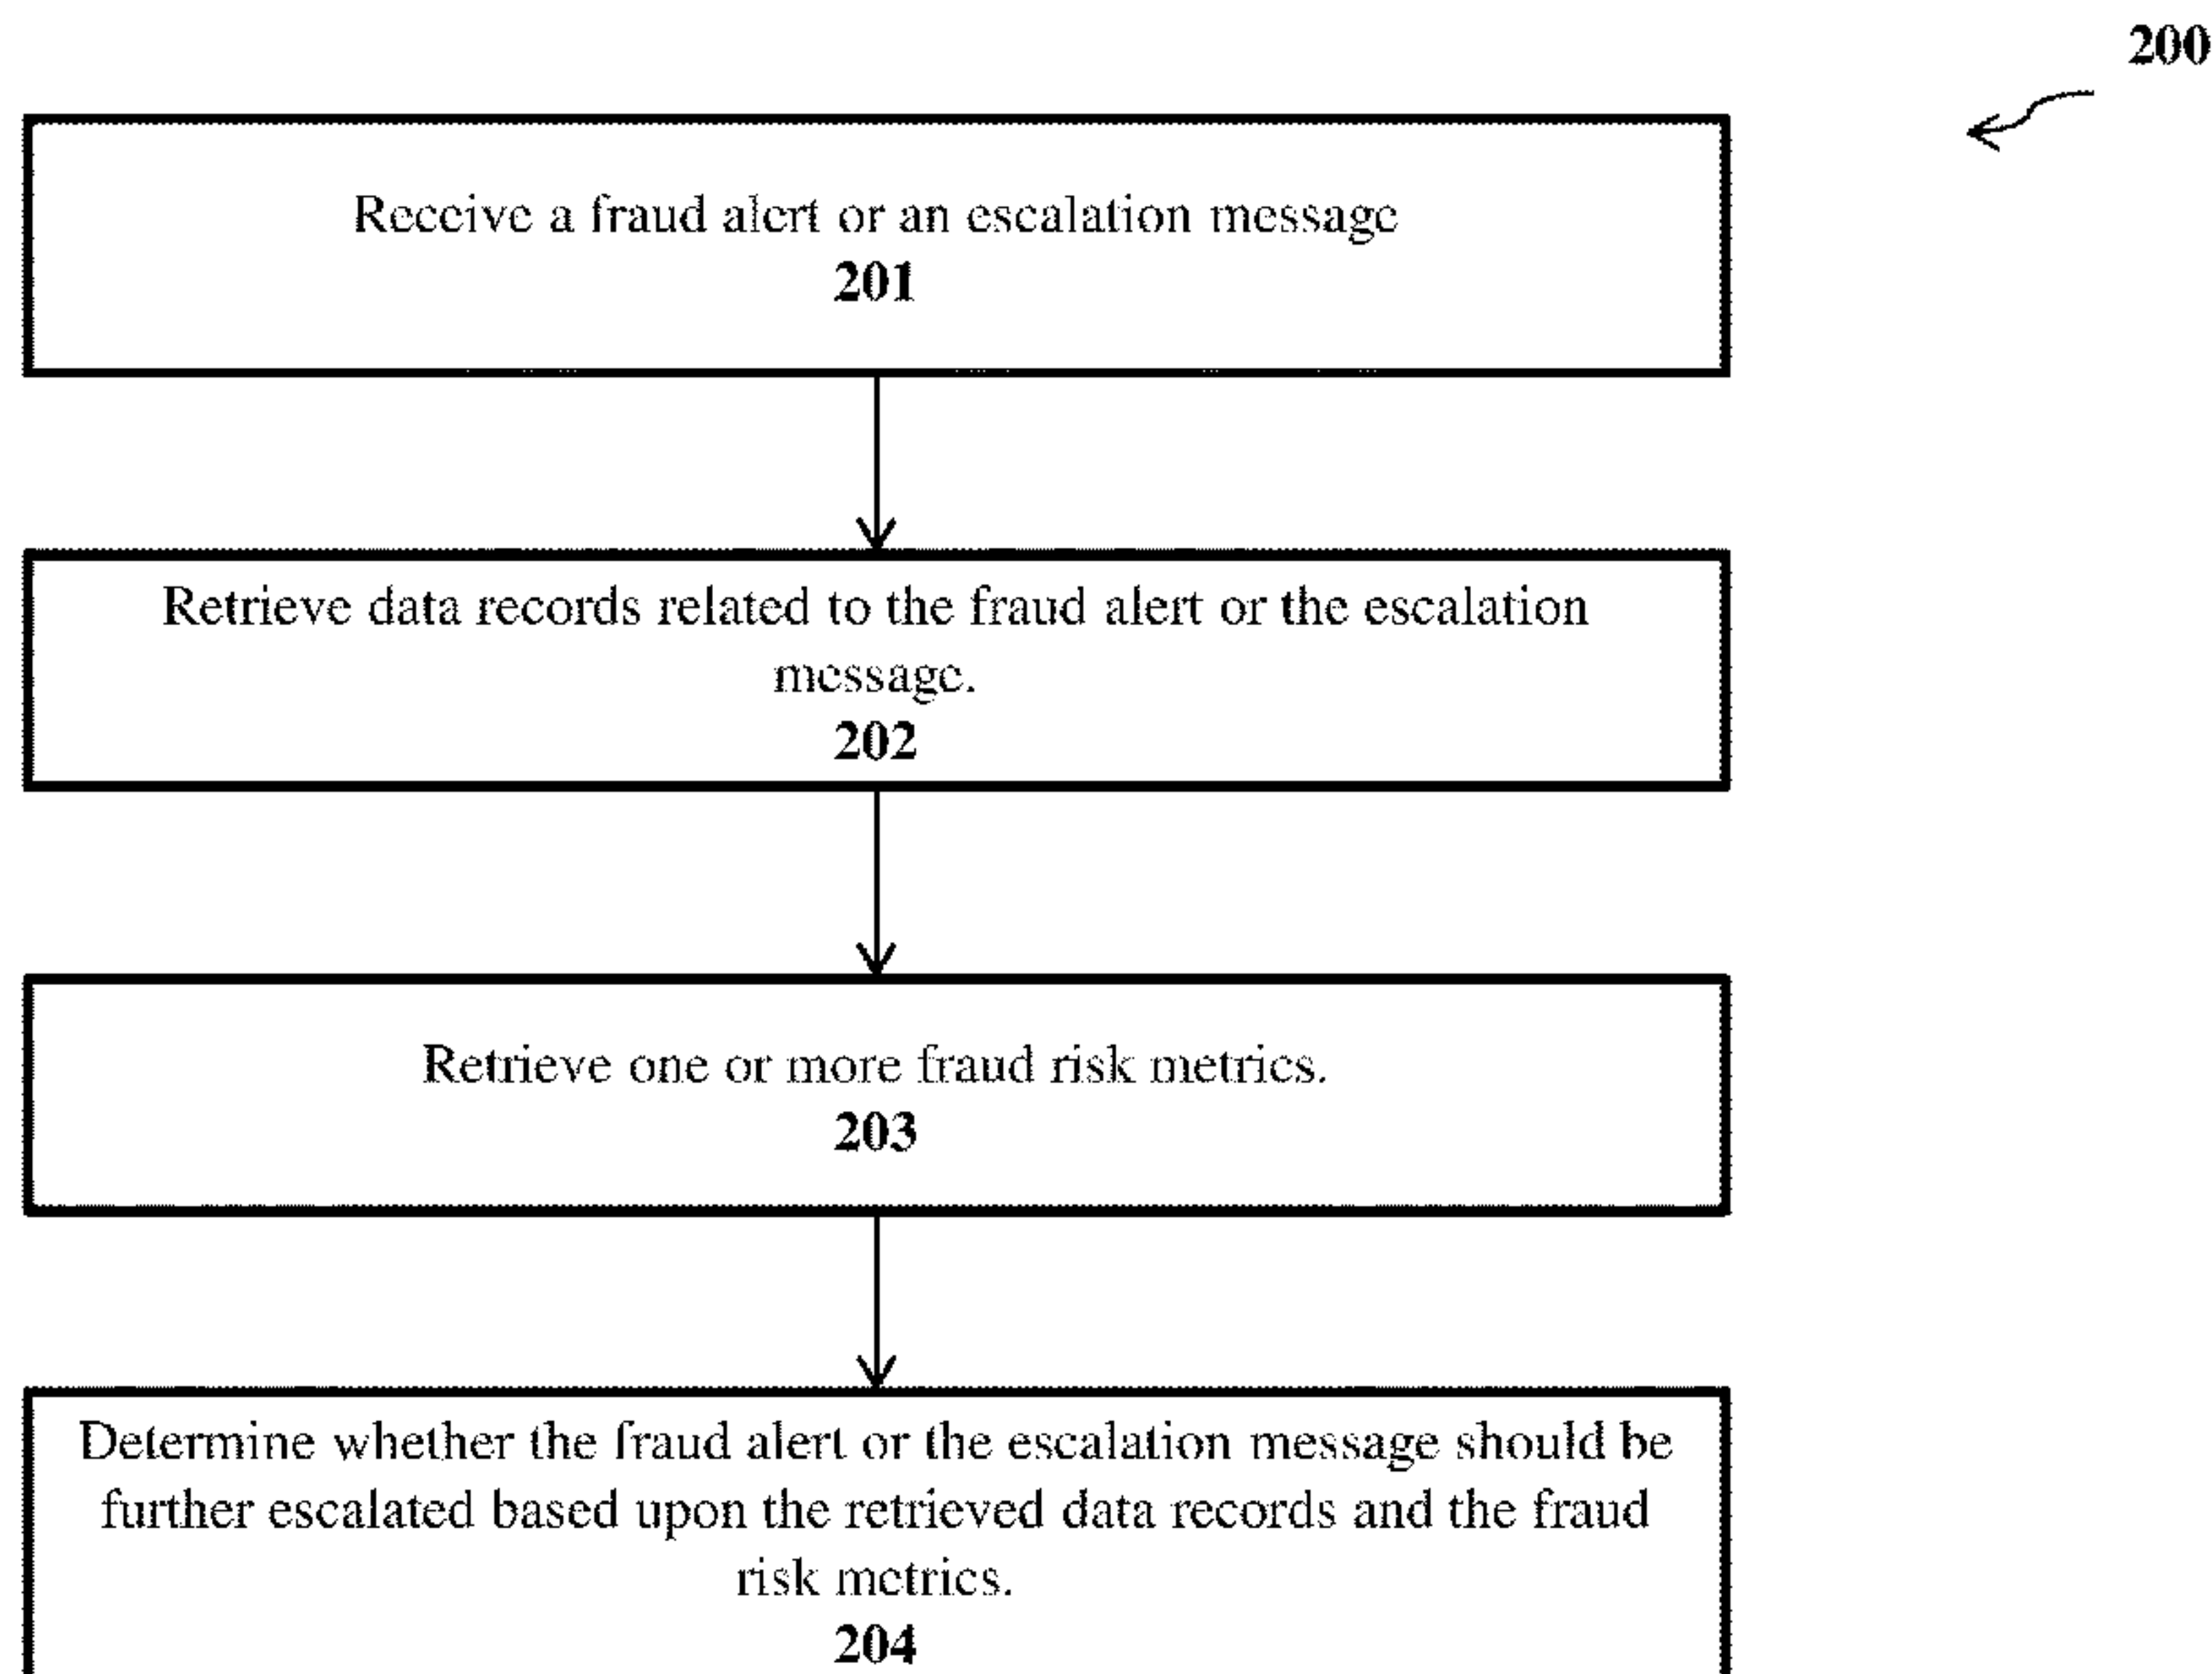 200
Receive a fraud alert or an escalation message
201
Retrieve data records related to the fraud alert or the escalation
message.
202
Retrieve one or more fraud risk metrics.
203
Determine whether the fraud alert or the escalation message should be
further escalated based upon the retrieved data records and the fraud
risk metrics.
204